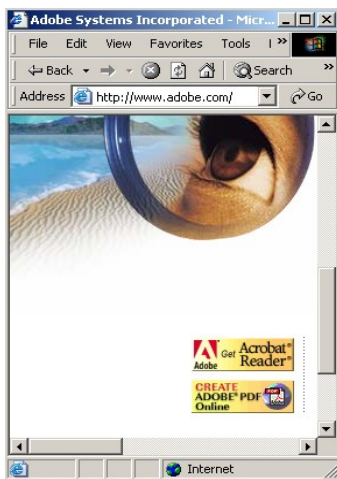 Adobe Systems Incorporated - Micr...
File Edit View Favorites Tools »
Back Search »
Address http://www.adobe.com/ Go
Adobe Get Acrobat® Reader®
CREATE ADOBE® PDF Online
Internet